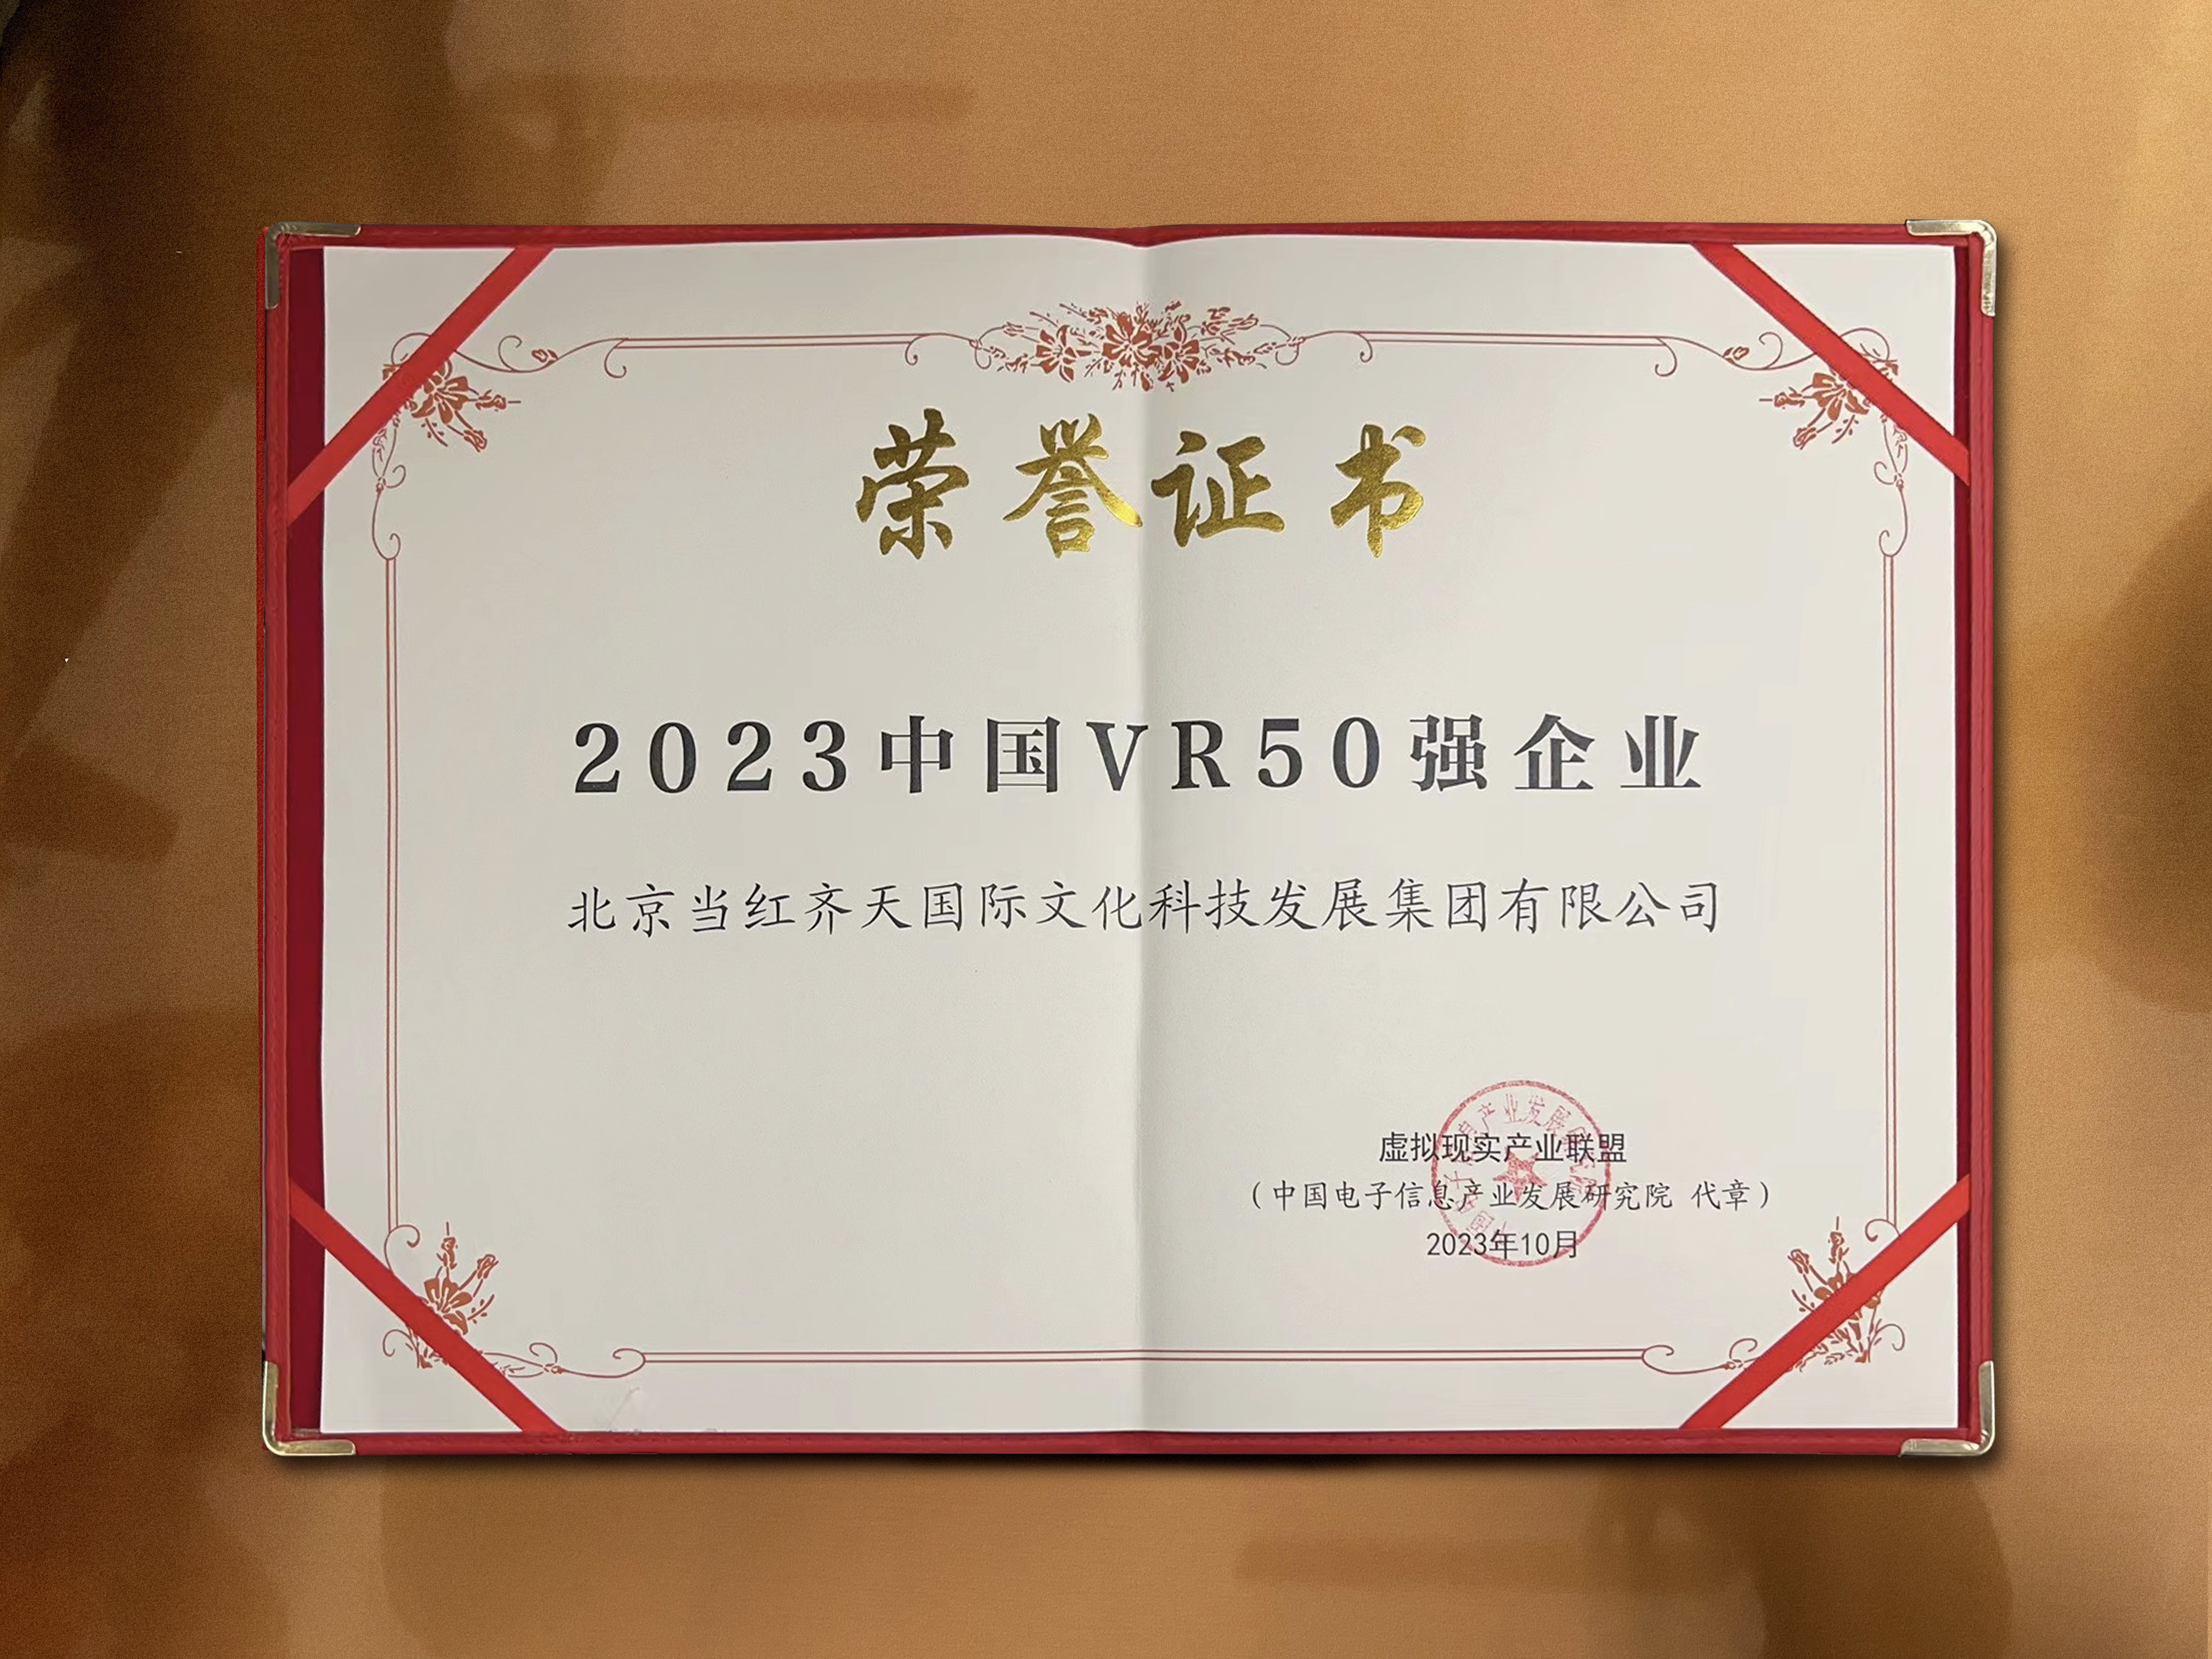 荣誉证书
2023中国VR50强企业
北京当红齐天国际文化科技发展集团有限公司
虚拟现实产业联盟
（中国电子信息产业发展研究院 代章）
2023年10月